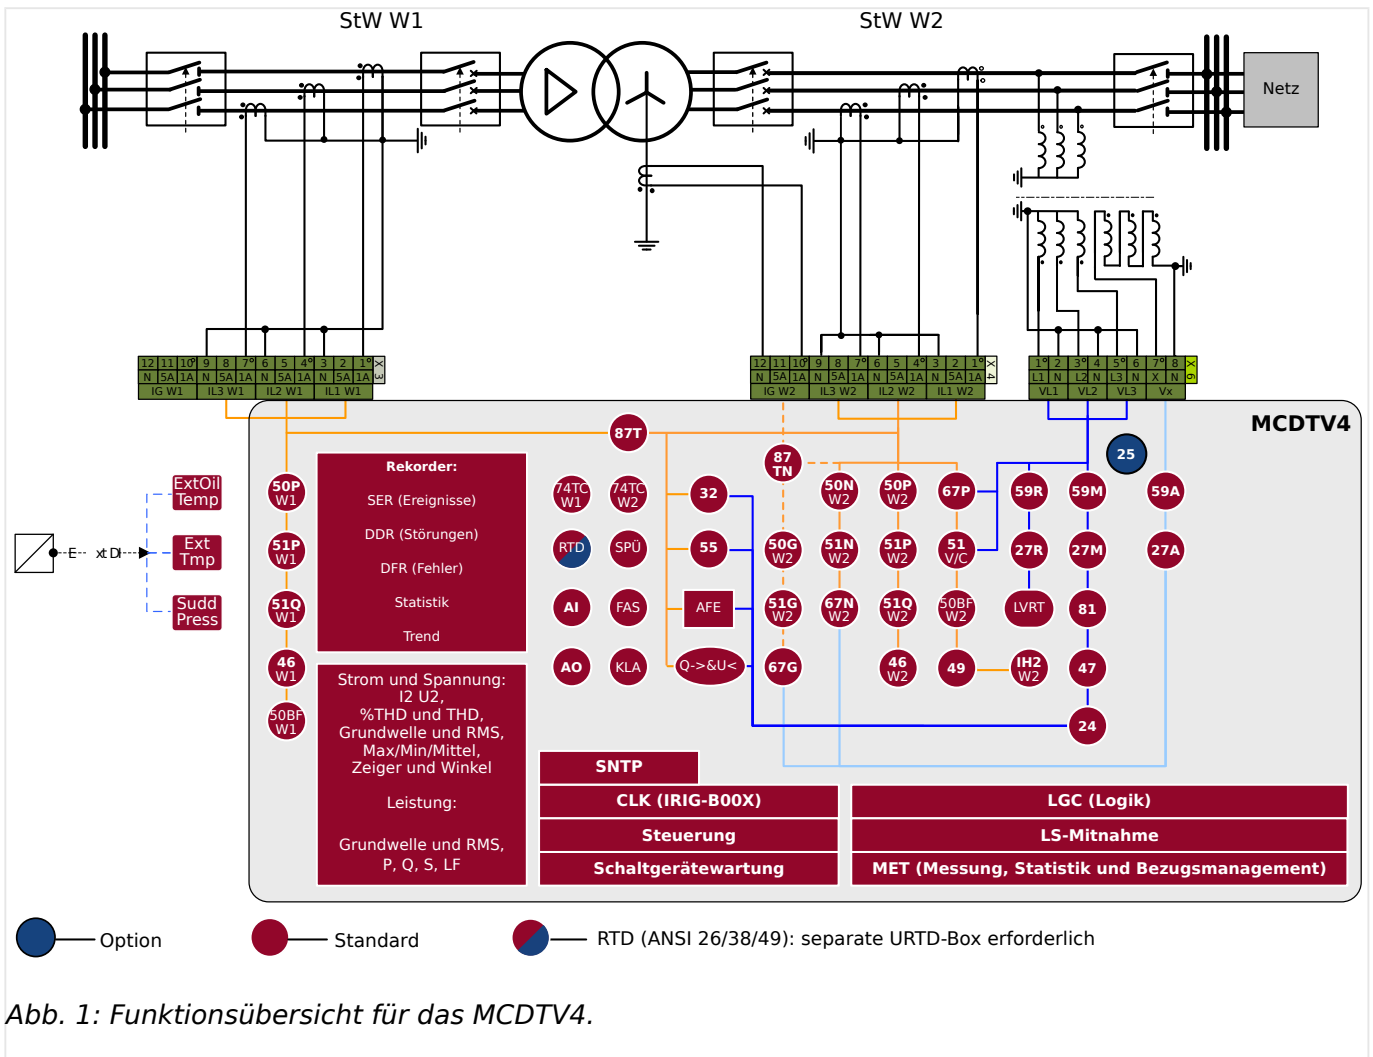 StW W1
StW W2
Netz
12 11 10° 9 8 7° 6 5 4° 3 2 1°
N 5A 1A N 5A 1A N 5A 1A N 5A 1A
IG W1 IL3 W1 IL2 W1 IL1 W1
X 3
12 11 10° 9 8 7° 6 5 4° 3 2 1°
N 5A 1A N 5A 1A N 5A 1A N 5A 1A
IG W2 IL3 W2 IL2 W2 IL1 W2
X 4
1° 2 3° 4 5° 6 7° 8
L1 N L2 N L3 N X N
VL1 VL2 VL3 Vx
X 6
MCDTV4
87T
87
TN
25
ExtOil
Temp
Ext
Tmp
Sudd
Press
E xt DI
50P
W1
51P
W1
51Q
W1
46
W1
50BF
W1
Rekorder:
SER (Ereignisse)
DDR (Störungen)
DFR (Fehler)
Statistik
Trend
Strom und Spannung:
I2 U2,
%THD und THD,
Grundwelle und RMS,
Max/Min/Mittel,
Zeiger und Winkel
Leistung:
Grundwelle und RMS,
P, Q, S, LF
74TC
W1
74TC
W2
RTD
SPÜ
AI
FAS
AO
KLA
32
55
AFE
Q->&U<
50G
W2
51G
W2
67G
50N
W2
51N
W2
67N
W2
50P
W2
51P
W2
51Q
W2
46
W2
67P
51
V/C
50BF
W2
49
59R
27R
LVRT
IH2
W2
59M
27M
81
47
24
59A
27A
SNTP
CLK (IRIG-B00X)
Steuerung
Schaltgerätewartung
LGC (Logik)
LS-Mitnahme
MET (Messung, Statistik und Bezugsmanagement)
Option
Standard
RTD (ANSI 26/38/49): separate URTD-Box erforderlich
Abb. 1: Funktionsübersicht für das MCDTV4.